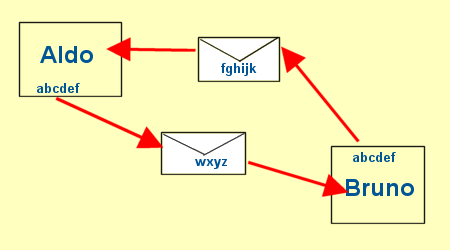 Aldo
abcdef
fghijk
wxyz
abcdef
Bruno